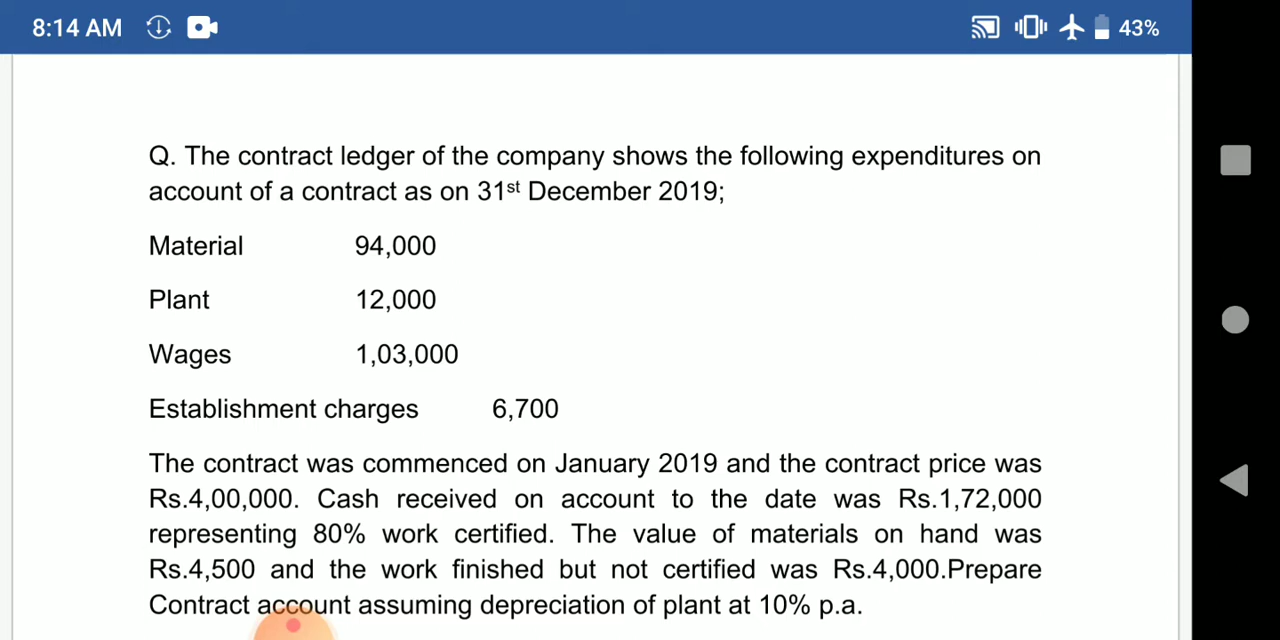 8:14 AM
43%
Q. The contract ledger of the company shows the following expenditures on
account of a contract as on 31st December 2019;
Material 94,000
Plant 12,000
Wages 1,03,000
Establishment charges 6,700
The contract was commenced on January 2019 and the contract price was
Rs.4,00,000. Cash received on account to the date was Rs.1,72,000
representing 80% work certified. The value of materials on hand was
Rs.4,500 and the work finished but not certified was Rs.4,000.Prepare
Contract account assuming depreciation of plant at 10% p.a.